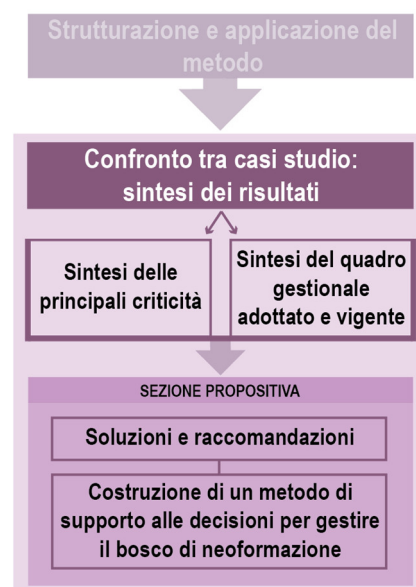 Strutturazione e applicazione del
metodo
Confronto tra casi studio:
sintesi dei risultati
Sintesi delle
principali criticità
Sintesi del quadro
gestionale
adottato e vigente
SEZIONE PROPOSITIVA
Soluzioni e raccomandazioni
Costruzione di un metodo di
supporto alle decisioni per gestire
il bosco di neoformazione